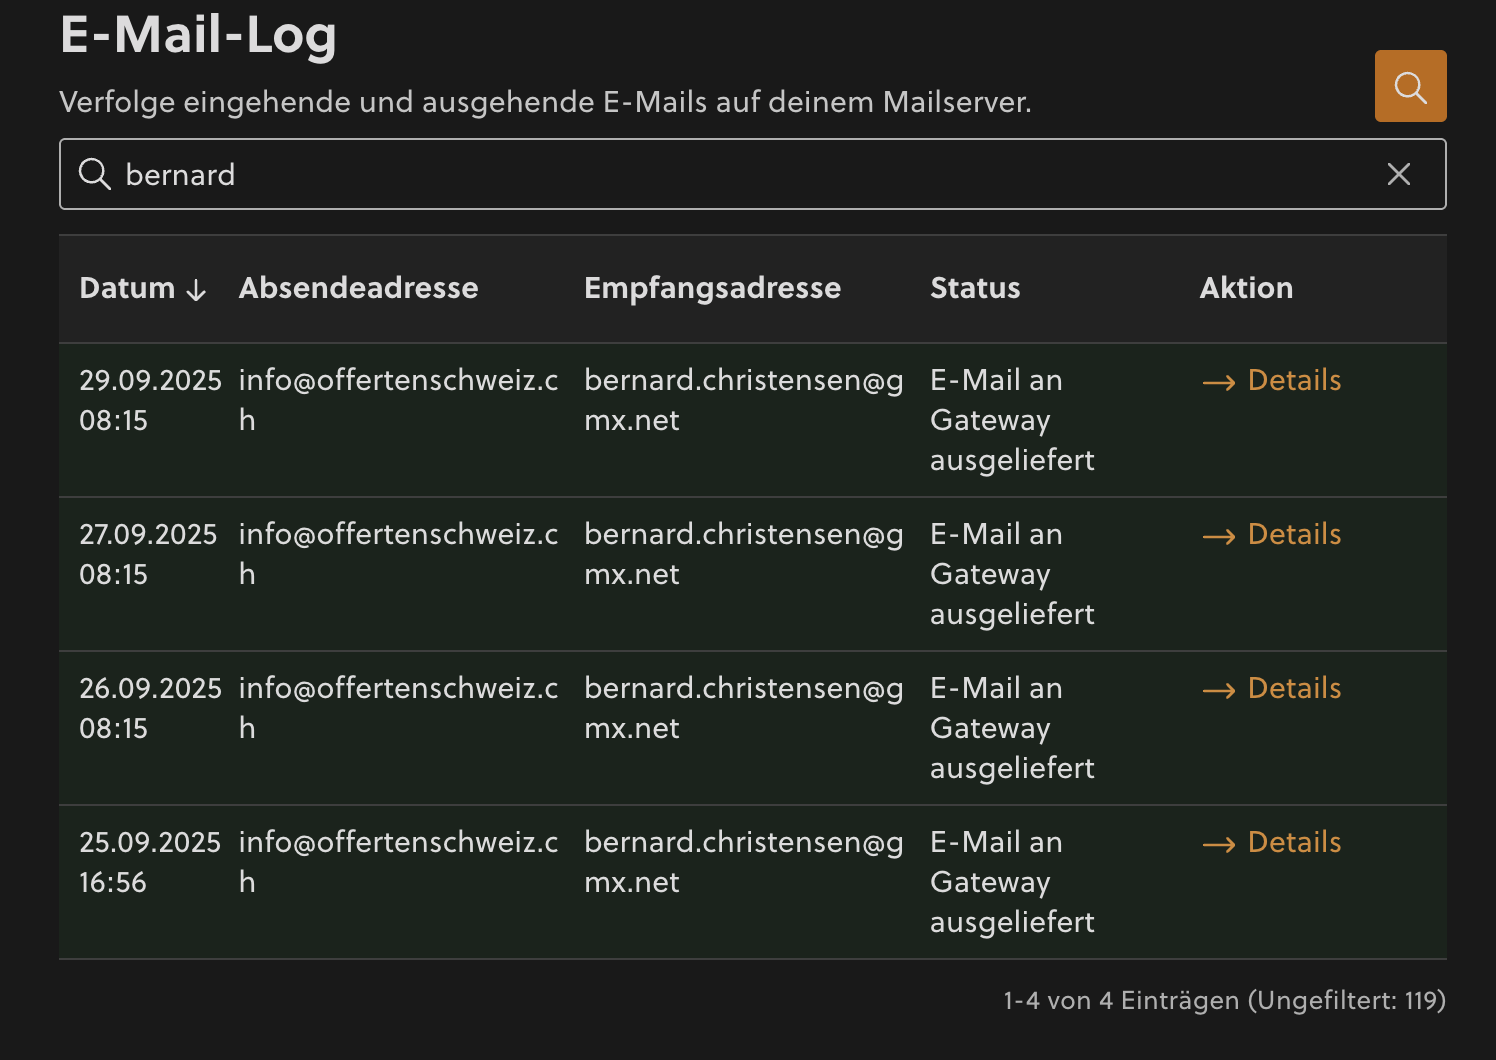 E-Mail-Log
Verfolge eingehende und ausgehende E-Mails auf deinem Mailserver.
bernard
Datum ↓ Absendeadresse Empfangsadresse Status Aktion
29.09.2025 info@offertenschweiz.c bernard.christensen@g E-Mail an → Details
08:15 h mx.net Gateway
ausgeliefert
27.09.2025 info@offertenschweiz.c bernard.christensen@g E-Mail an → Details
08:15 h mx.net Gateway
ausgeliefert
26.09.2025 info@offertenschweiz.c bernard.christensen@g E-Mail an → Details
08:15 h mx.net Gateway
ausgeliefert
25.09.2025 info@offertenschweiz.c bernard.christensen@g E-Mail an → Details
16:56 h mx.net Gateway
ausgeliefert
1-4 von 4 Einträgen (Ungefiltert: 119)